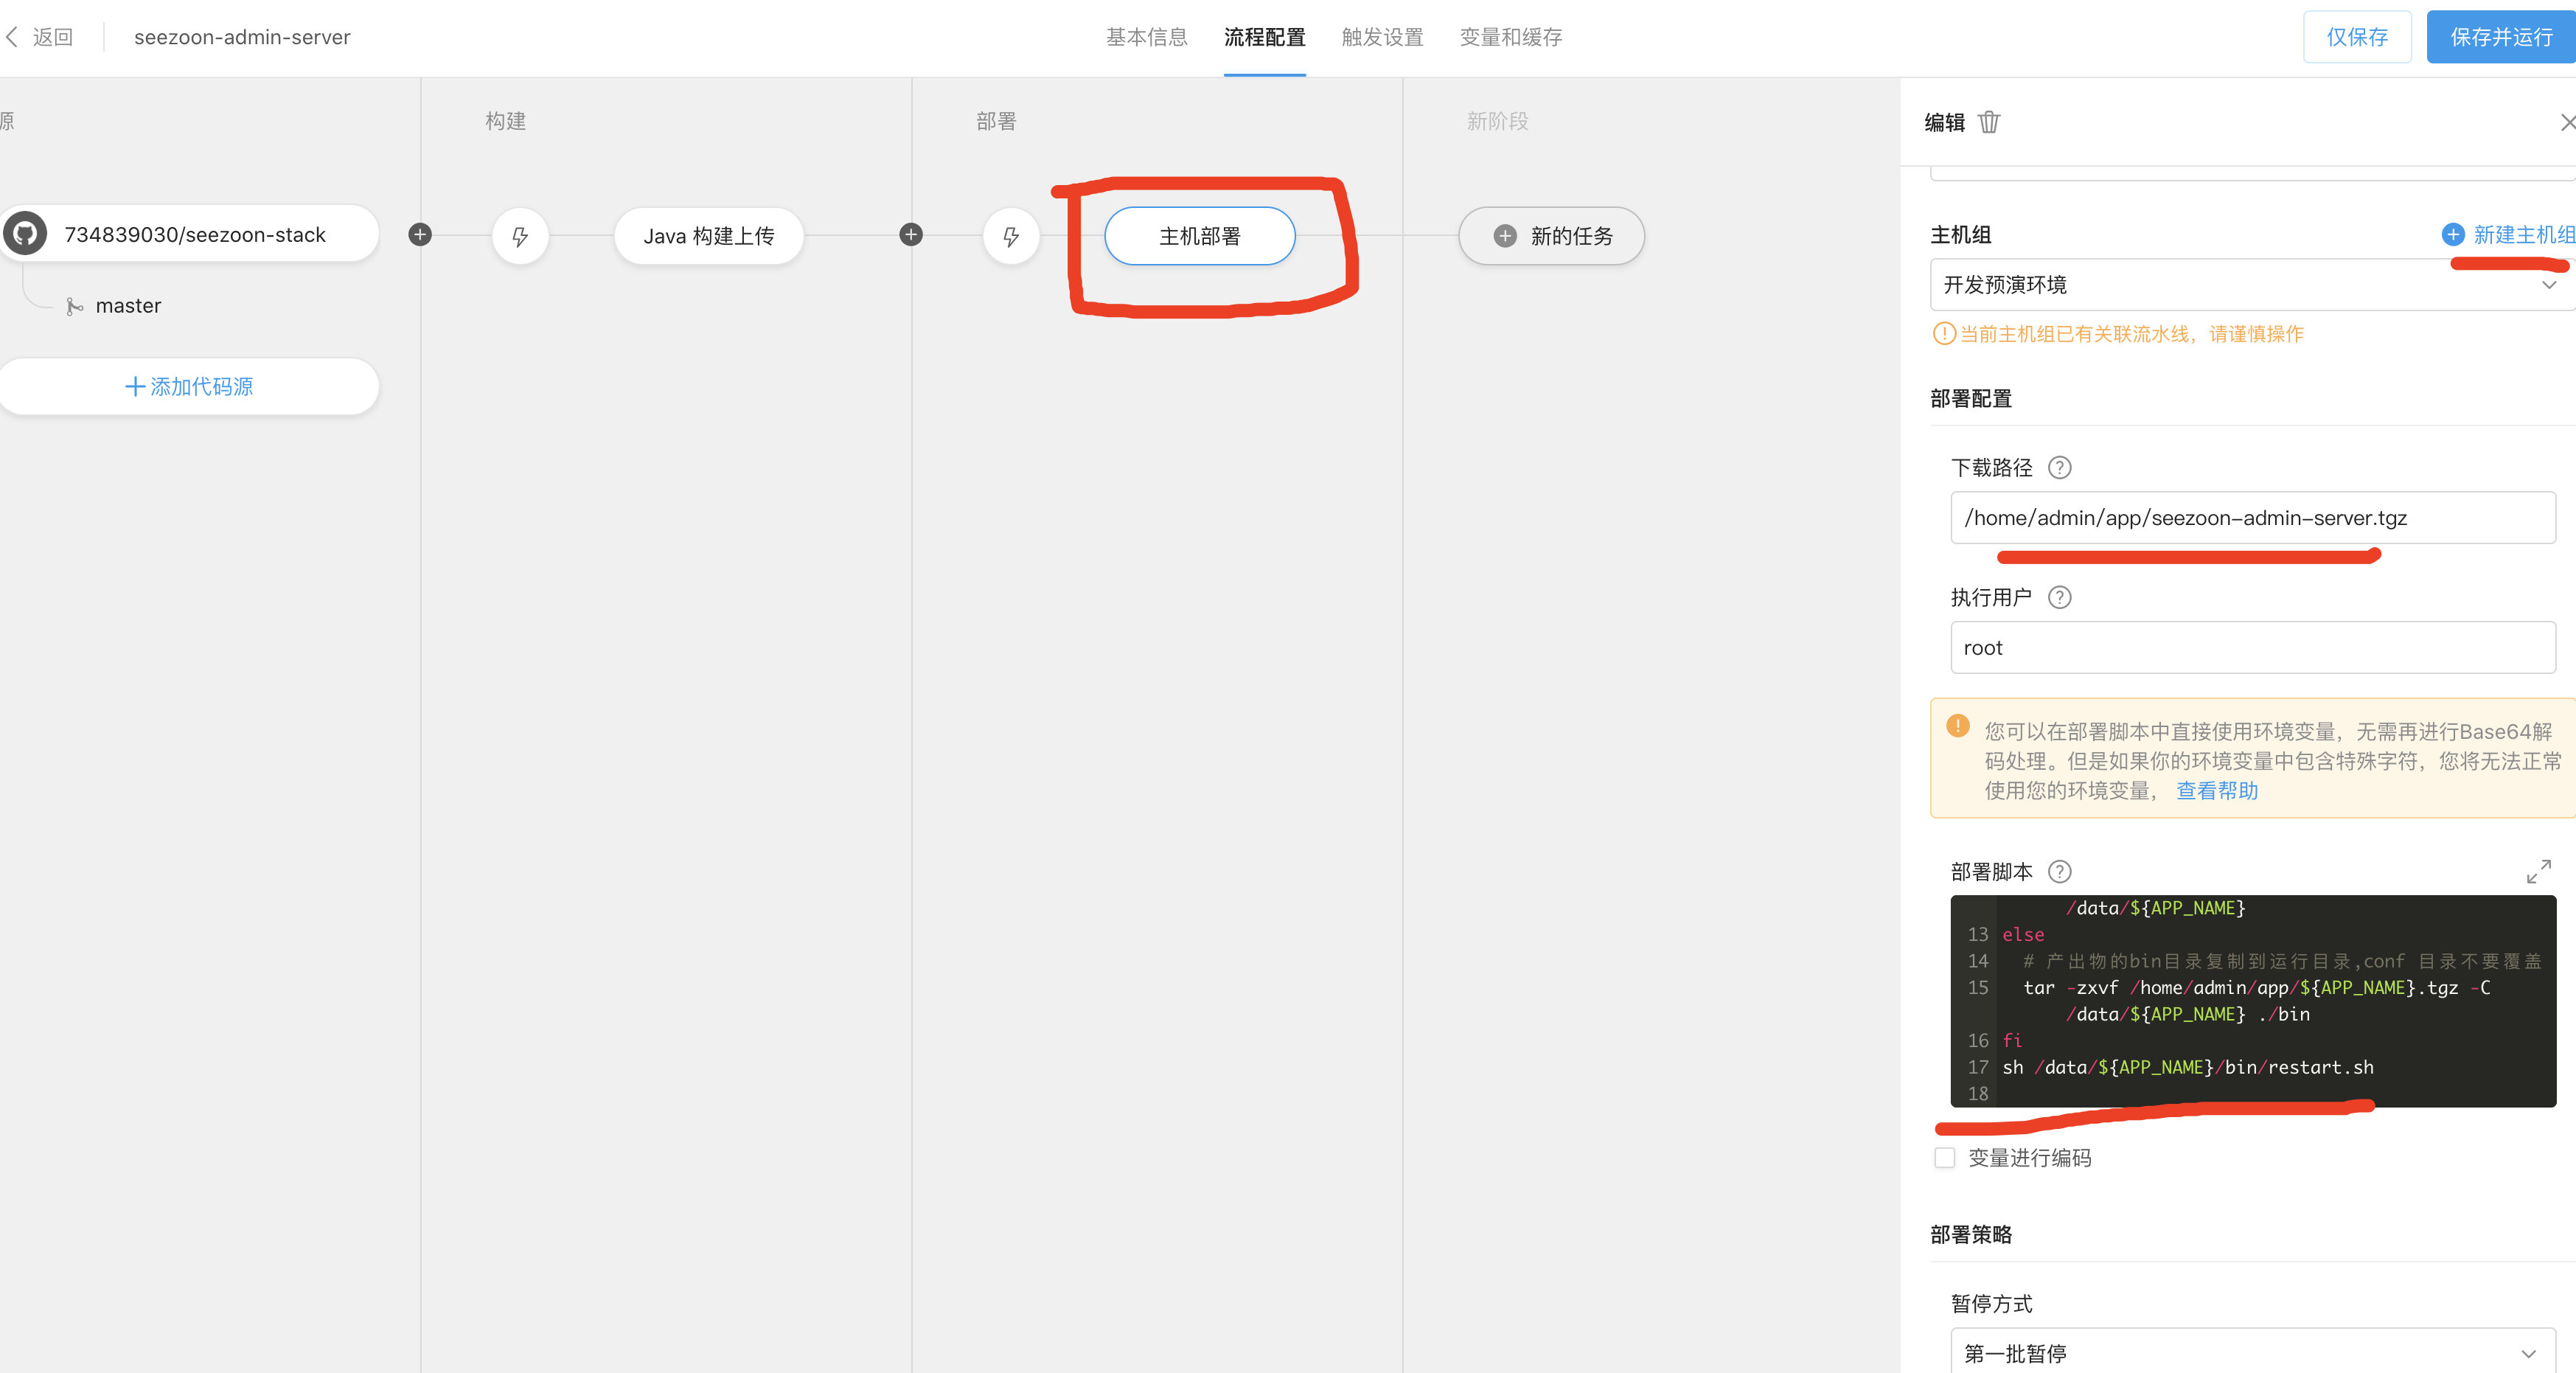 返回
seezoon-admin-server
基本信息
流程配置
触发设置
变量和缓存
仅保存
保存并运行
源
构建
部署
新阶段
734839030/seezoon-stack
master
添加代码源
Java 构建上传
主机部署
新的任务
编辑
主机组
新建主机组
开发预演环境
当前主机组已有关联流水线，请谨慎操作
部署配置
下载路径
/home/admin/app/seezoon-admin-server.tgz
执行用户
root
您可以在部署脚本中直接使用环境变量，无需再进行Base64解
码处理。但是如果你的环境变量中包含特殊字符，您将无法正常
使用您的环境变量， 查看帮助
部署脚本
/data/${APP_NAME}
13 else
14 # 产出物的bin目录复制到运行目录,conf 目录不要覆盖
15 tar -zxvf /home/admin/app/${APP_NAME}.tgz -C
/data/${APP_NAME} ./bin
16 fi
17 sh /data/${APP_NAME}/bin/restart.sh
18
变量进行编码
部署策略
暂停方式
第一批暂停